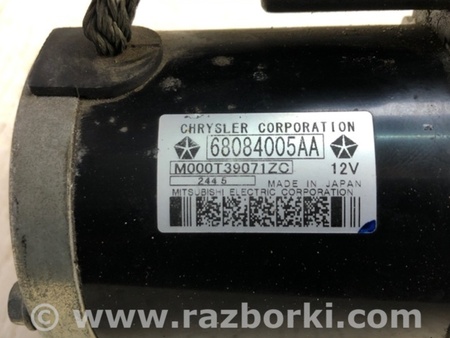 CHRYSLER CORPORATION
68084005AA
M000T39071ZC 12V
2445 MADE IN JAPAN
MITSUBISHI ELECTRIC CORPORATION
www.razborki.com